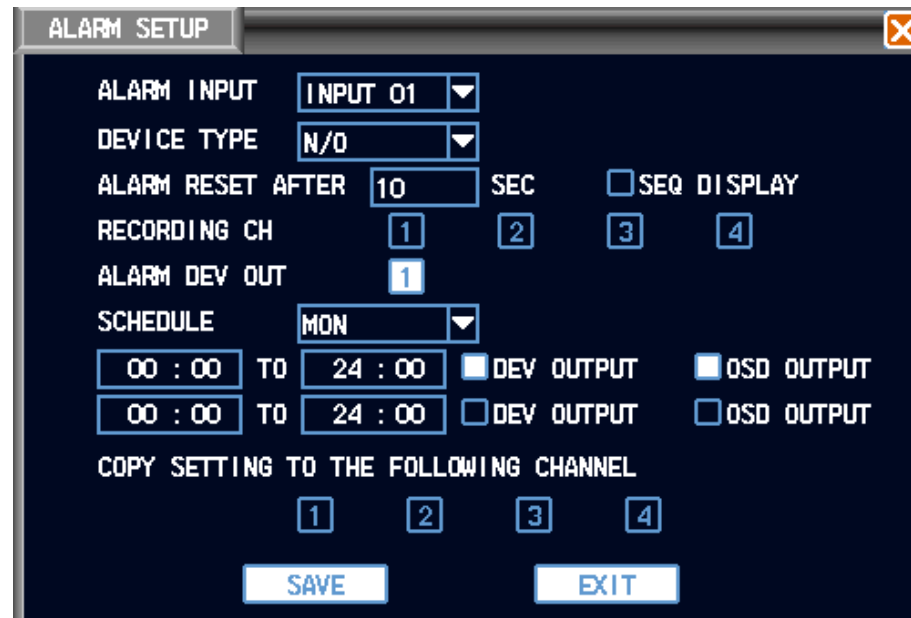 ALARM SETUP
ALARM INPUT INPUT 01
DEVICE TYPE N/O
ALARM RESET AFTER 10 SEC SEQ DISPLAY
RECORDING CH 1 2 3 4
ALARM DEV OUT 1
SCHEDULE MON
00 : 00 TO 24 : 00 DEV OUTPUT OSD OUTPUT
00 : 00 TO 24 : 00 DEV OUTPUT OSD OUTPUT
COPY SETTING TO THE FOLLOWING CHANNEL
1 2 3 4
SAVE EXIT